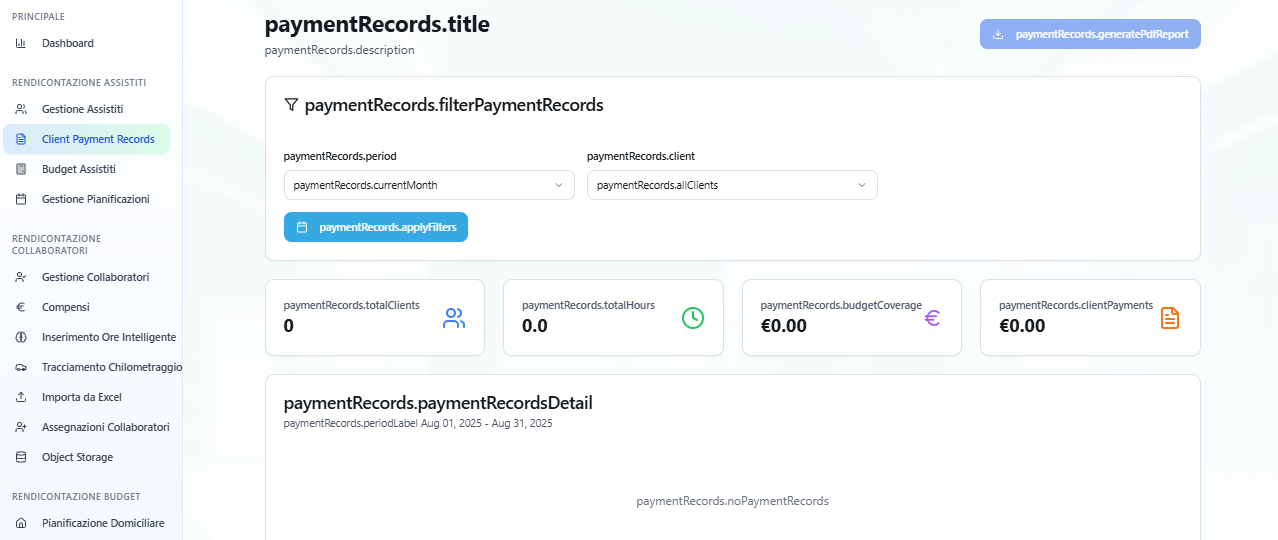 PRINCIPALE
Dashboard
RENDICONTAZIONE ASSISTITI
Gestione Assistiti
Client Payment Records
Budget Assistiti
Gestione Pianificazioni
RENDICONTAZIONE
COLLABORATORI
Gestione Collaboratori
Compensi
Inserimento Ore Intelligente
Tracciamento Chilometraggio
Importa da Excel
Assegnazioni Collaboratori
Object Storage
RENDICONTAZIONE BUDGET
Pianificazione Domiciliare
paymentRecords.title
paymentRecords.description
paymentRecords.generatePdfReport
paymentRecords.filterPaymentRecords
paymentRecords.period
paymentRecords.client
paymentRecords.currentMonth
paymentRecords.allClients
paymentRecords.applyFilters
paymentRecords.totalClients
0
paymentRecords.totalHours
0.0
paymentRecords.budgetCoverage
€0.00
paymentRecords.clientPayments
€0.00
paymentRecords.paymentRecordsDetail
paymentRecords.periodLabel Aug 01, 2025 - Aug 31, 2025
paymentRecords.noPaymentRecords